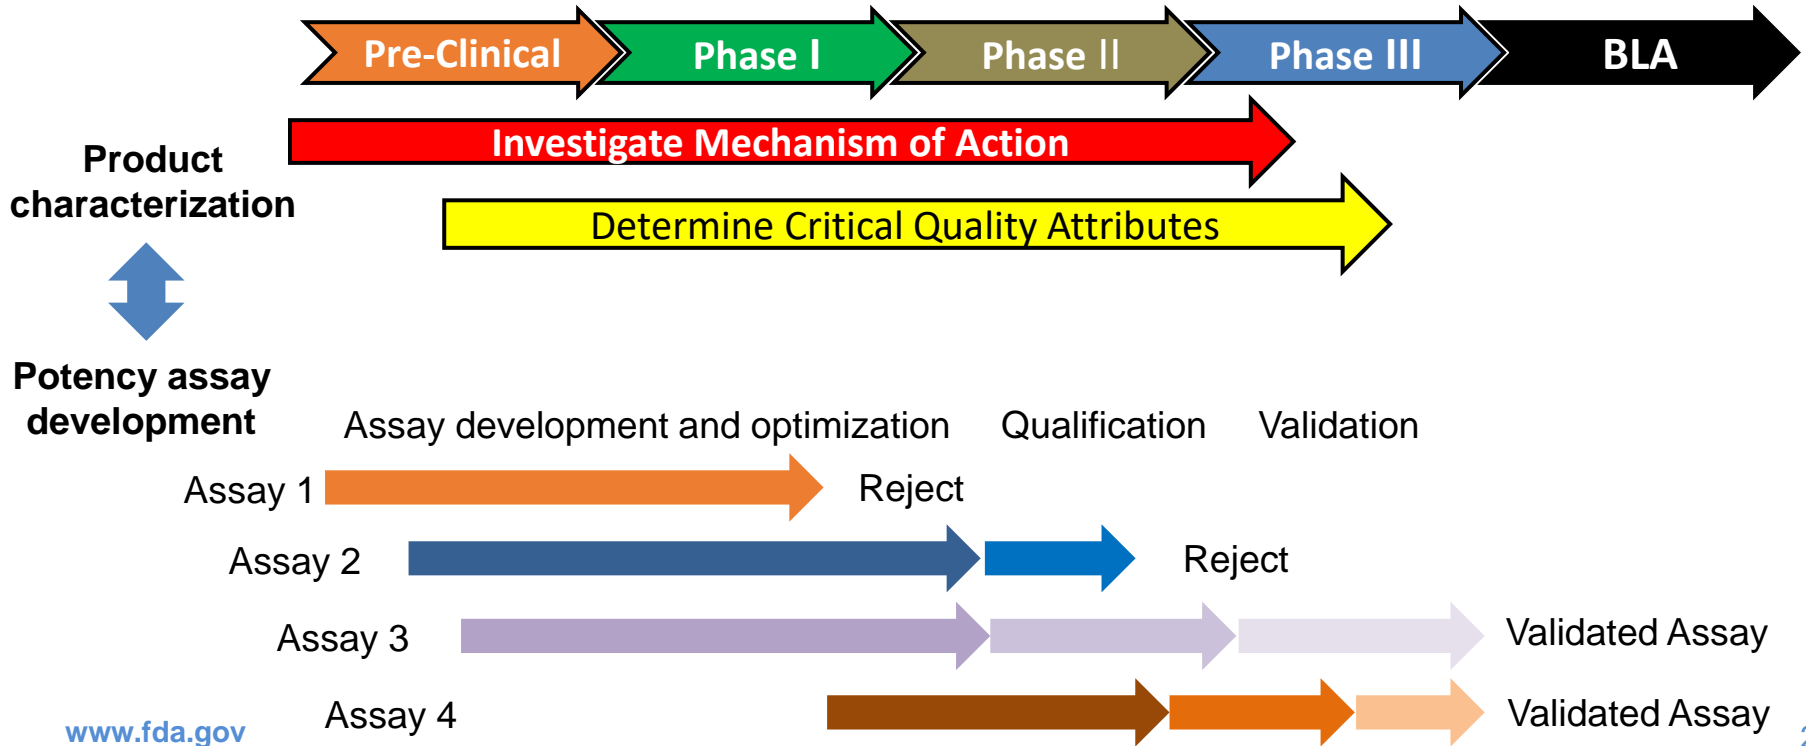 Pre-Clinical Phase I Phase II Phase III BLA
Investigate Mechanism of Action
Product
characterization
Determine Critical Quality Attributes
Potency assay
development
Assay development and optimization Qualification Validation
Assay 1 Reject
Assay 2 Reject
Assay 3 Validated Assay
Assay 4 Validated Assay
www.fda.gov